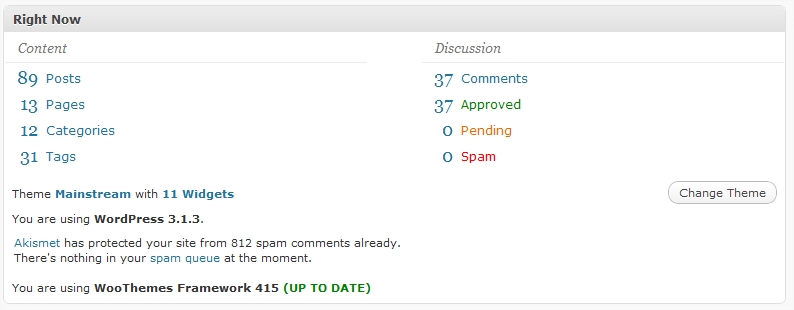 Right Now
Content
Discussion
89 Posts
37 Comments
13 Pages
37 Approved
12 Categories
0 Pending
31 Tags
0 Spam
Theme Mainstream with 11 Widgets
Change Theme
You are using WordPress 3.1.3.
Akismet has protected your site from 812 spam comments already.
There's nothing in your spam queue at the moment.
You are using WooThemes Framework 415 (UP TO DATE)